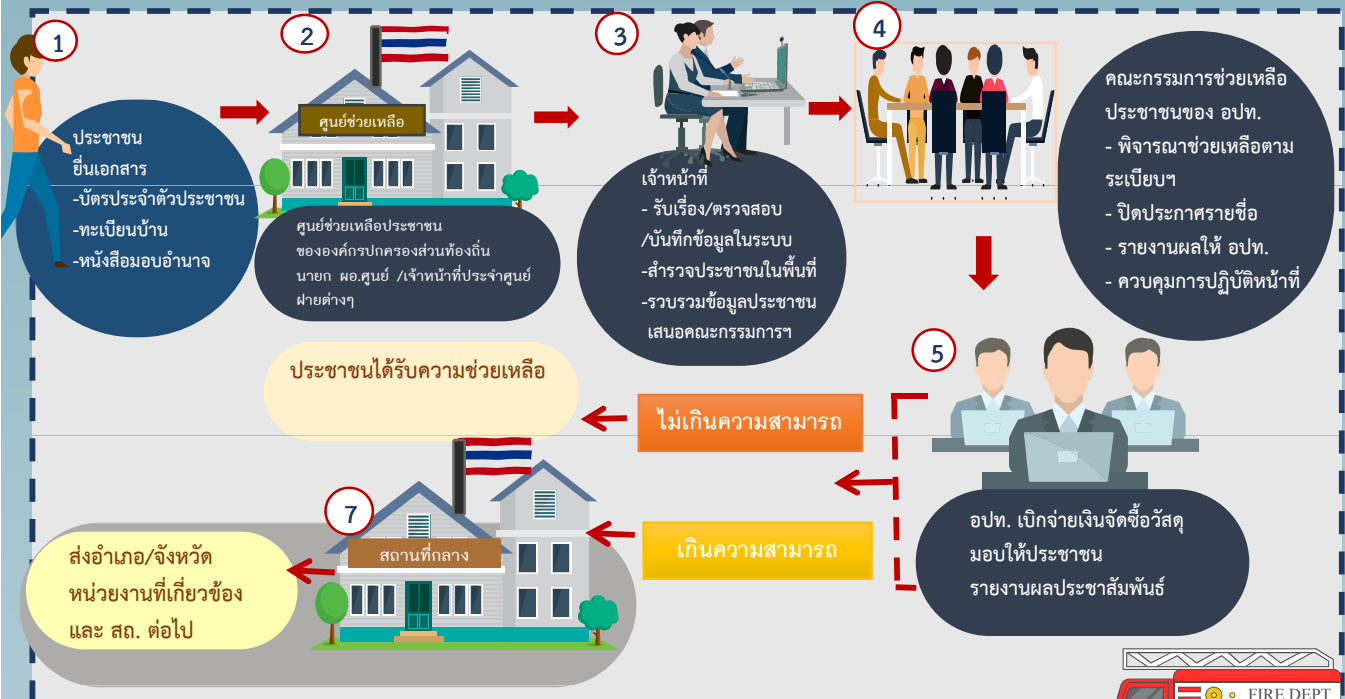 1
ประชาชน
ยื่นเอกสาร
-บัตรประจำตัวประชาชน
-ทะเบียนบ้าน
-หนังสือมอบอำนาจ
2
ศูนย์ช่วยเหลือ
ศูนย์ช่วยเหลือประชาชน
ขององค์กรปกครองส่วนท้องถิ่น
นายก ผอ.ศูนย์ /เจ้าหน้าที่ประจำศูนย์
ฝ่ายต่างๆ
3
เจ้าหน้าที่
- รับเรื่อง/ตรวจสอบ
/บันทึกข้อมูลในระบบ
-สำรวจประชาชนในพื้นที่
-รวบรวมข้อมูลประชาชน
เสนอคณะกรรมการฯ
4
คณะกรรมการช่วยเหลือ
ประชาชนของ อปท.
- พิจารณาช่วยเหลือตาม
ระเบียบฯ
- ปิดประกาศรายชื่อ
- รายงานผลให้ อปท.
- ควบคุมการปฏิบัติหน้าที่
5
อปท. เบิกจ่ายเงินจัดซื้อวัสดุ
มอบให้ประชาชน
รายงานผลประชาสัมพันธ์
ไม่เกินความสามารถ
ประชาชนได้รับความช่วยเหลือ
เกินความสามารถ
7
สถานที่กลาง
ส่งอำเภอ/จังหวัด
หน่วยงานที่เกี่ยวข้อง
และ สถ. ต่อไป
FIRE DEPT